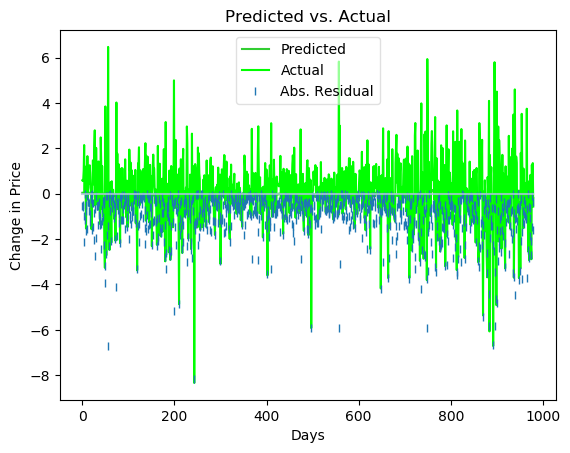 Predicted vs. Actual
Predicted
Actual
Abs. Residual
Change in Price
6
4
2
0
−2
−4
−6
−8
0
200
400
600
800
1000
Days